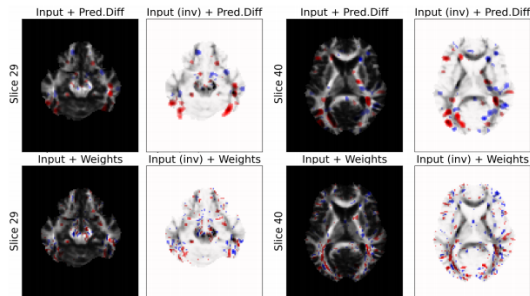 Input + Pred.Diff Input (inv) + Pred.Diff Input + Pred.Diff Input (inv) + Pred.Diff
Slice 29
Slice 40
Input + Weights Input (inv) + Weights Input + Weights Input (inv) + Weights
Slice 29
Slice 40